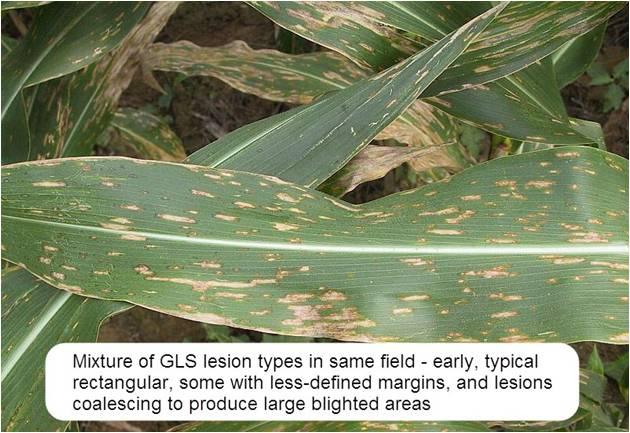 Mixture of GLS lesion types in same field - early, typical
rectangular, some with less-defined margins, and lesions
coalescing to produce large blighted areas